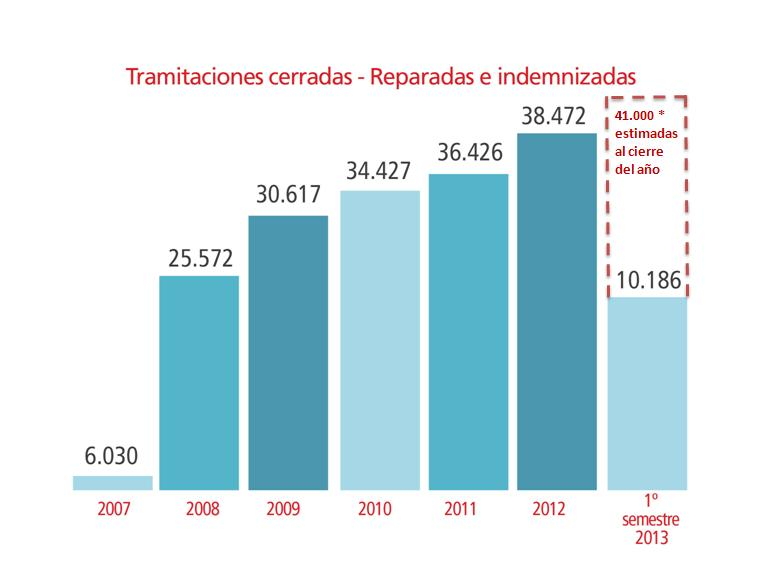 Tramitaciones cerradas - Reparadas e indemnizadas
41.000 *
estimadas
al cierre
del año
38.472
36.426
34.427
30.617
25.572
10.186
6.030
2007
2008
2009
2010
2011
2012
1º
semestre
2013